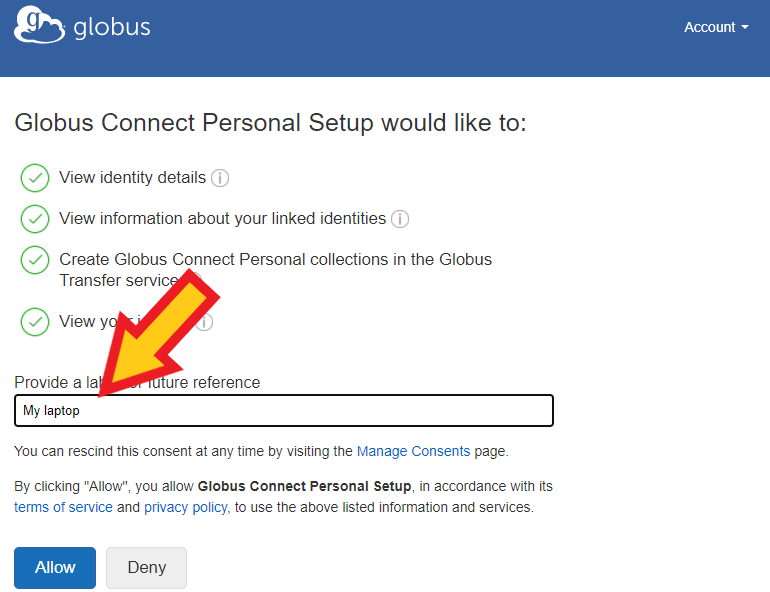 globus
Account
Globus Connect Personal Setup would like to:
View identity details
View information about your linked identities
Create Globus Connect Personal collections in the Globus
Transfer service
View
Provide a future reference
My laptop
You can rescind this consent at any time by visiting the Manage Consents page.
By clicking "Allow", you allow Globus Connect Personal Setup, in accordance with its
terms of service and privacy policy, to use the above listed information and services.
Allow
Deny